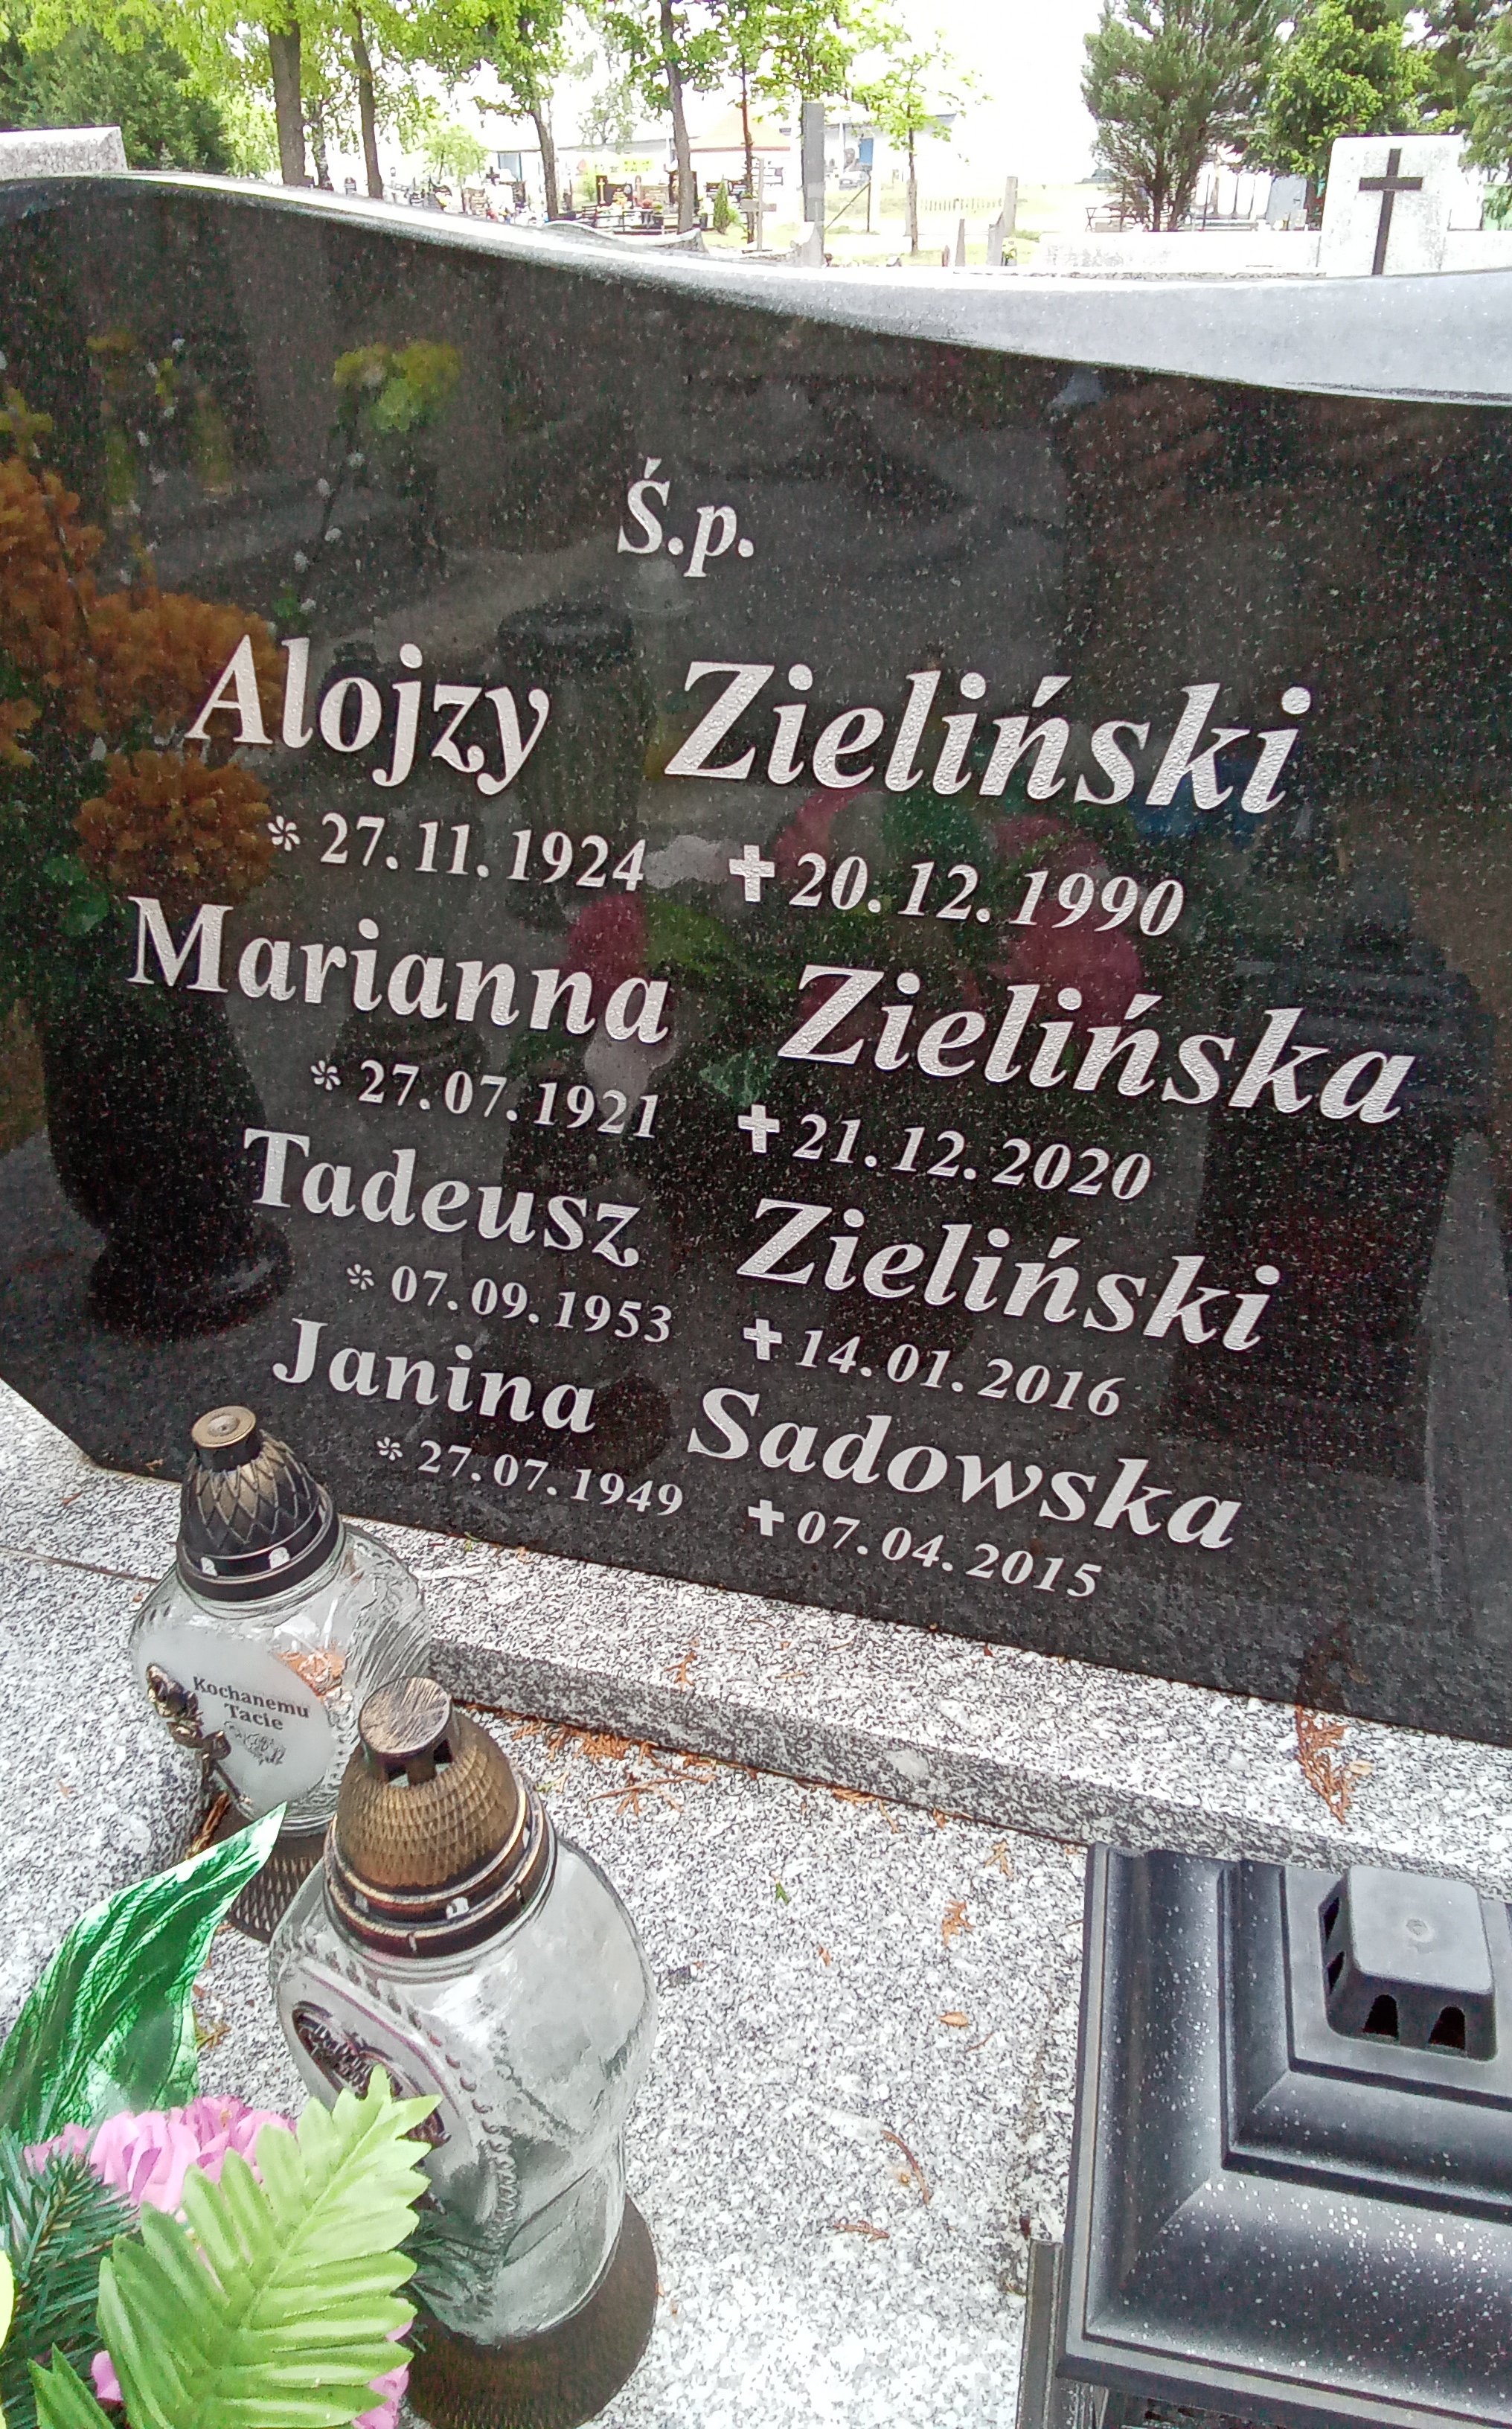 Ś.p.
Alojzy Zieliński
* 27.11.1924 ✝ 20.12.1990
Marianna Zielińska
* 27.07.1921 ✝ 21.12.2020
Tadeusz Zieliński
* 07.09.1953 ✝ 14.01.2016
Janina Sadowska
* 27.07.1949 ✝ 07.04.2015
Kochanemu
Tacie